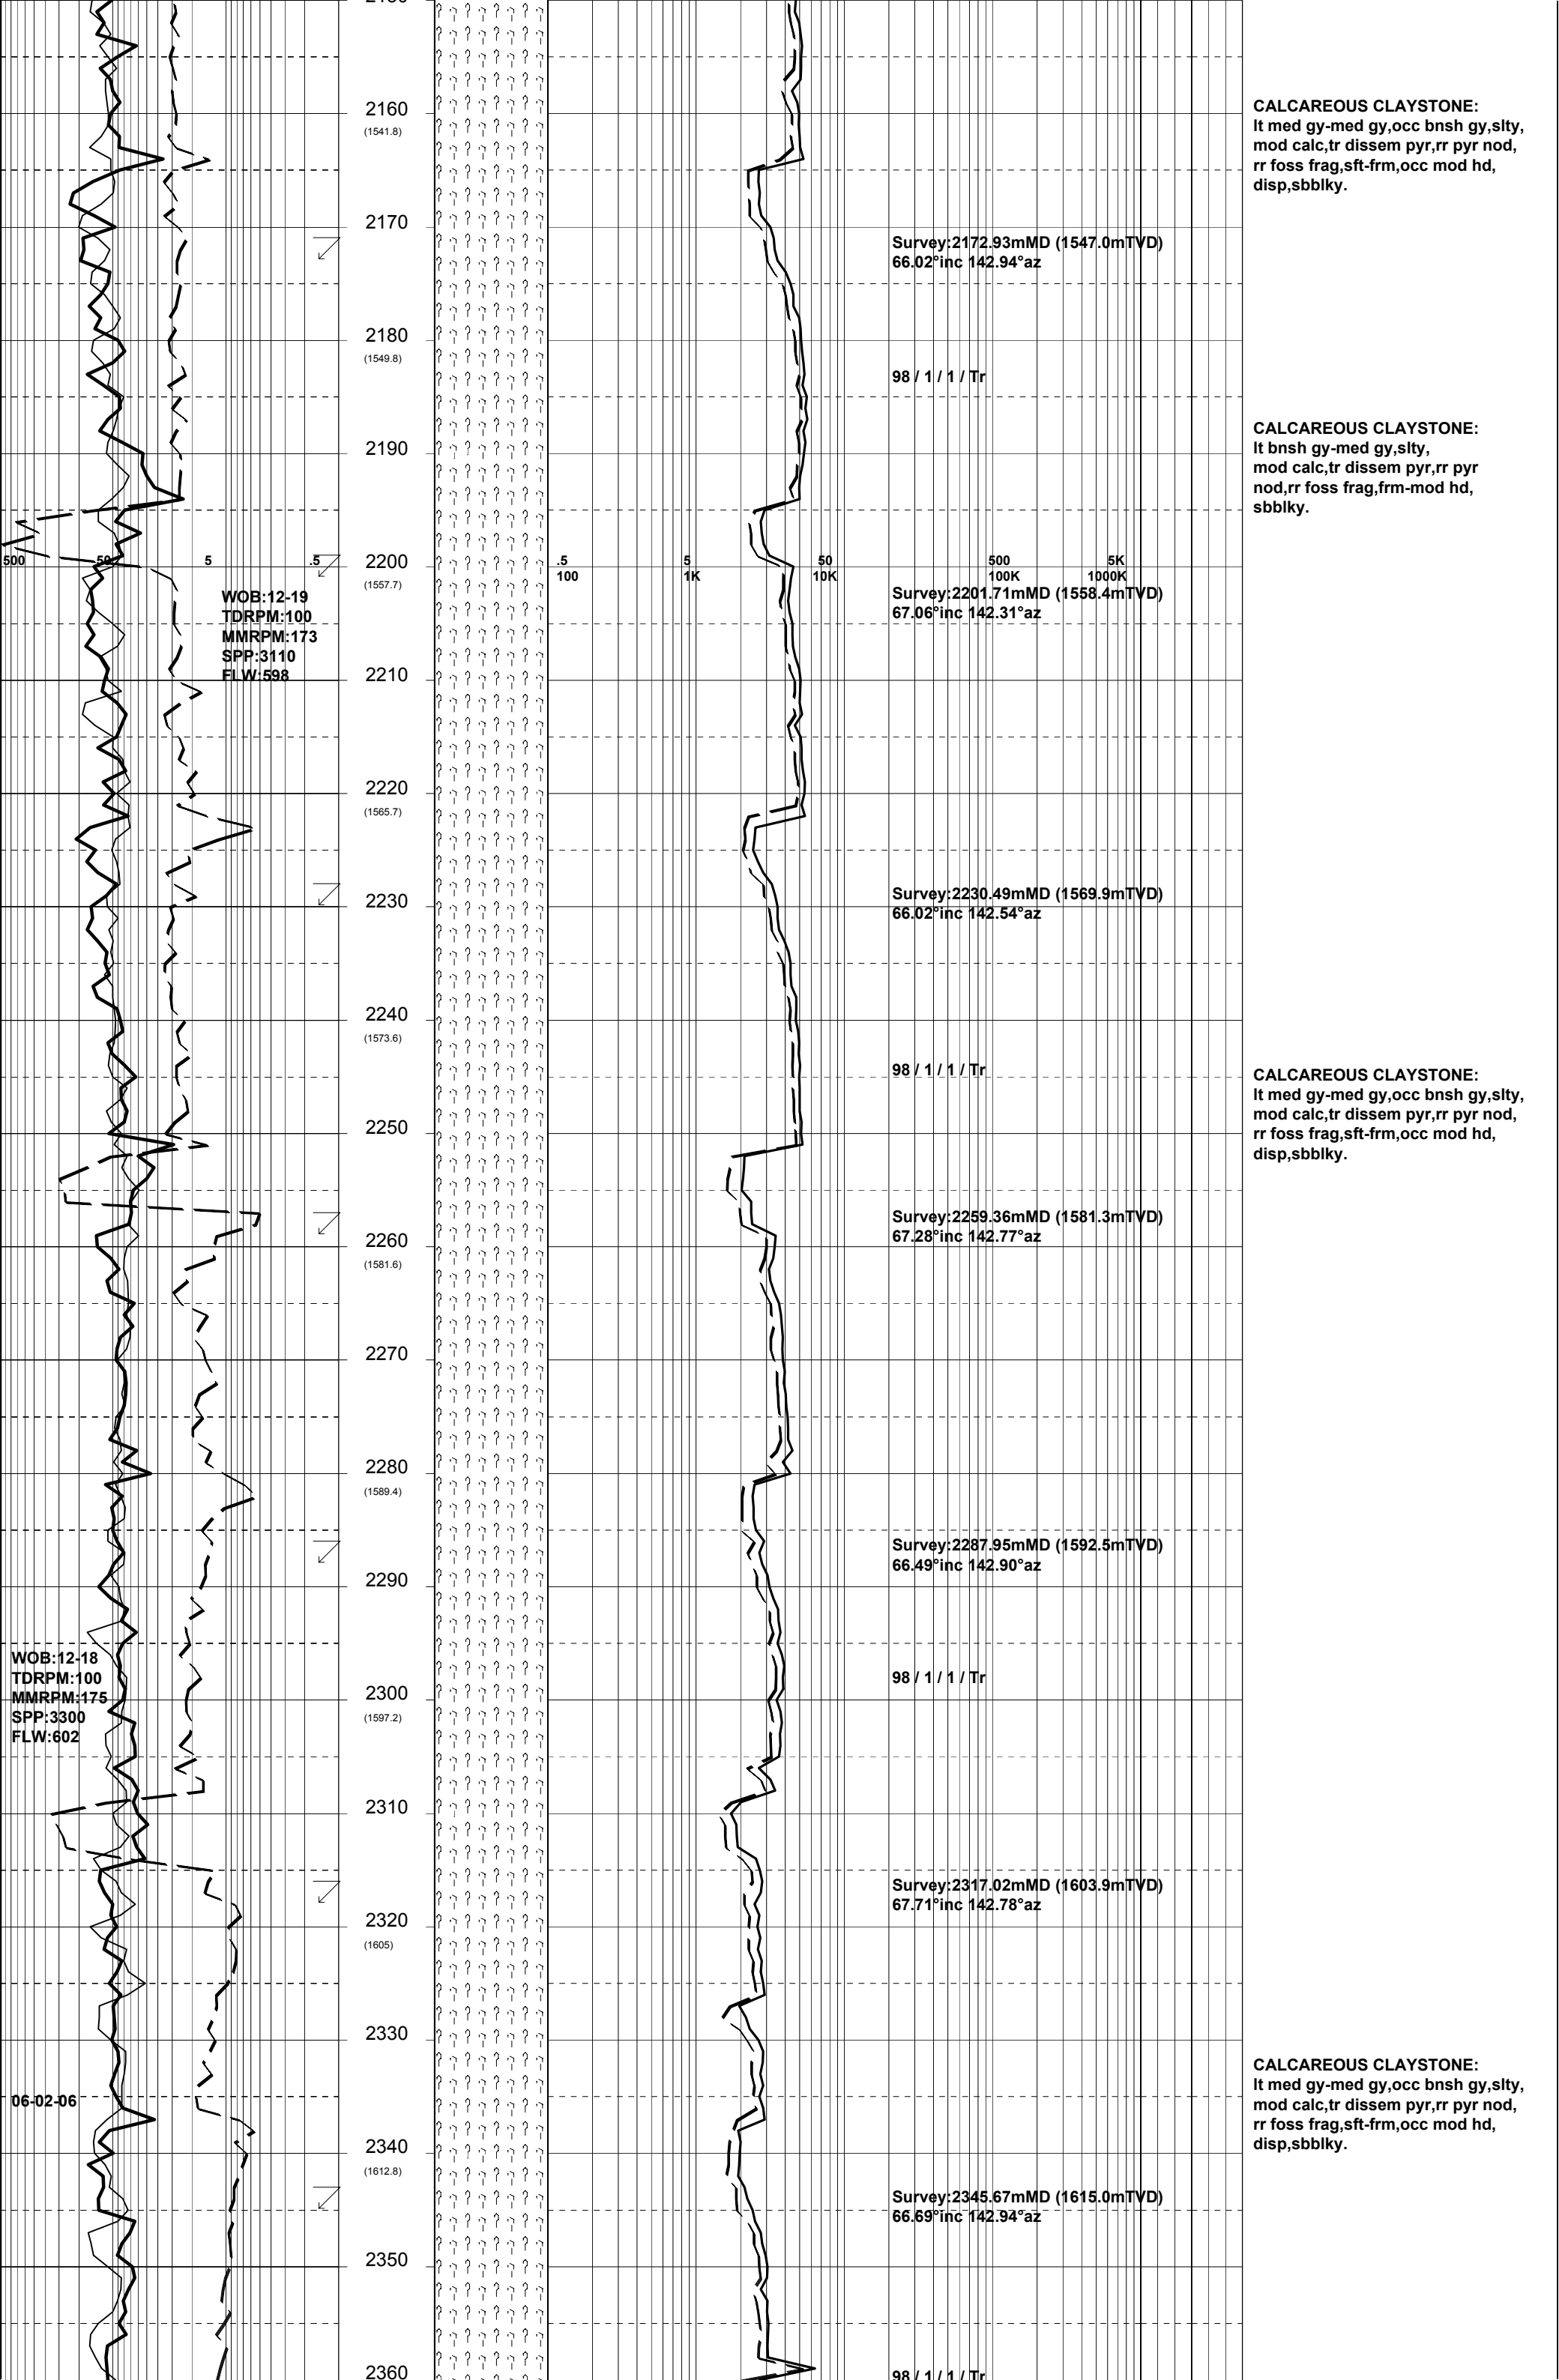 2160
(1541.8)
CALCAREOUS CLAYSTONE:
lt med gy-med gy,occ bnsh gy,slty,
mod calc,tr dissem pyr,rr pyr nod,
rr foss frag,sft-frm,occ mod hd,
disp,sbblky.
2170
Survey:2172.93mMD (1547.0mTVD)
66.02°inc 142.94°az
2180
(1549.8)
98 / 1 / 1 / Tr
CALCAREOUS CLAYSTONE:
lt bnsh gy-med gy,slty,
mod calc,tr dissem pyr,rr pyr
nod,rr foss frag,frm-mod hd,
sbblky.
2190
500 50 5 .5
2200
(1557.7)
.5 5 50 500 5K
100 1K 10K 100K 1000K
WOB:12-19
TDRPM:100
MMRPM:173
SPP:3110
FLW:598
Survey:2201.71mMD (1558.4mTVD)
67.06°inc 142.31°az
2210
2220
(1565.7)
2230
Survey:2230.49mMD (1569.9mTVD)
66.02°inc 142.54°az
2240
(1573.6)
98 / 1 / 1 / Tr
CALCAREOUS CLAYSTONE:
lt med gy-med gy,occ bnsh gy,slty,
mod calc,tr dissem pyr,rr pyr nod,
rr foss frag,sft-frm,occ mod hd,
disp,sbblky.
2250
Survey:2259.36mMD (1581.3mTVD)
67.28°inc 142.77°az
2260
(1581.6)
2270
2280
(1589.4)
Survey:2287.95mMD (1592.5mTVD)
66.49°inc 142.90°az
2290
WOB:12-18
TDRPM:100
MMRPM:175
SPP:3300
FLW:602
98 / 1 / 1 / Tr
2300
(1597.2)
2310
Survey:2317.02mMD (1603.9mTVD)
67.71°inc 142.78°az
2320
(1605)
2330
06-02-06
CALCAREOUS CLAYSTONE:
lt med gy-med gy,occ bnsh gy,slty,
mod calc,tr dissem pyr,rr pyr nod,
rr foss frag,sft-frm,occ mod hd,
disp,sbblky.
2340
(1612.8)
Survey:2345.67mMD (1615.0mTVD)
66.69°inc 142.94°az
2350
2360
98 / 1 / 1 / Tr